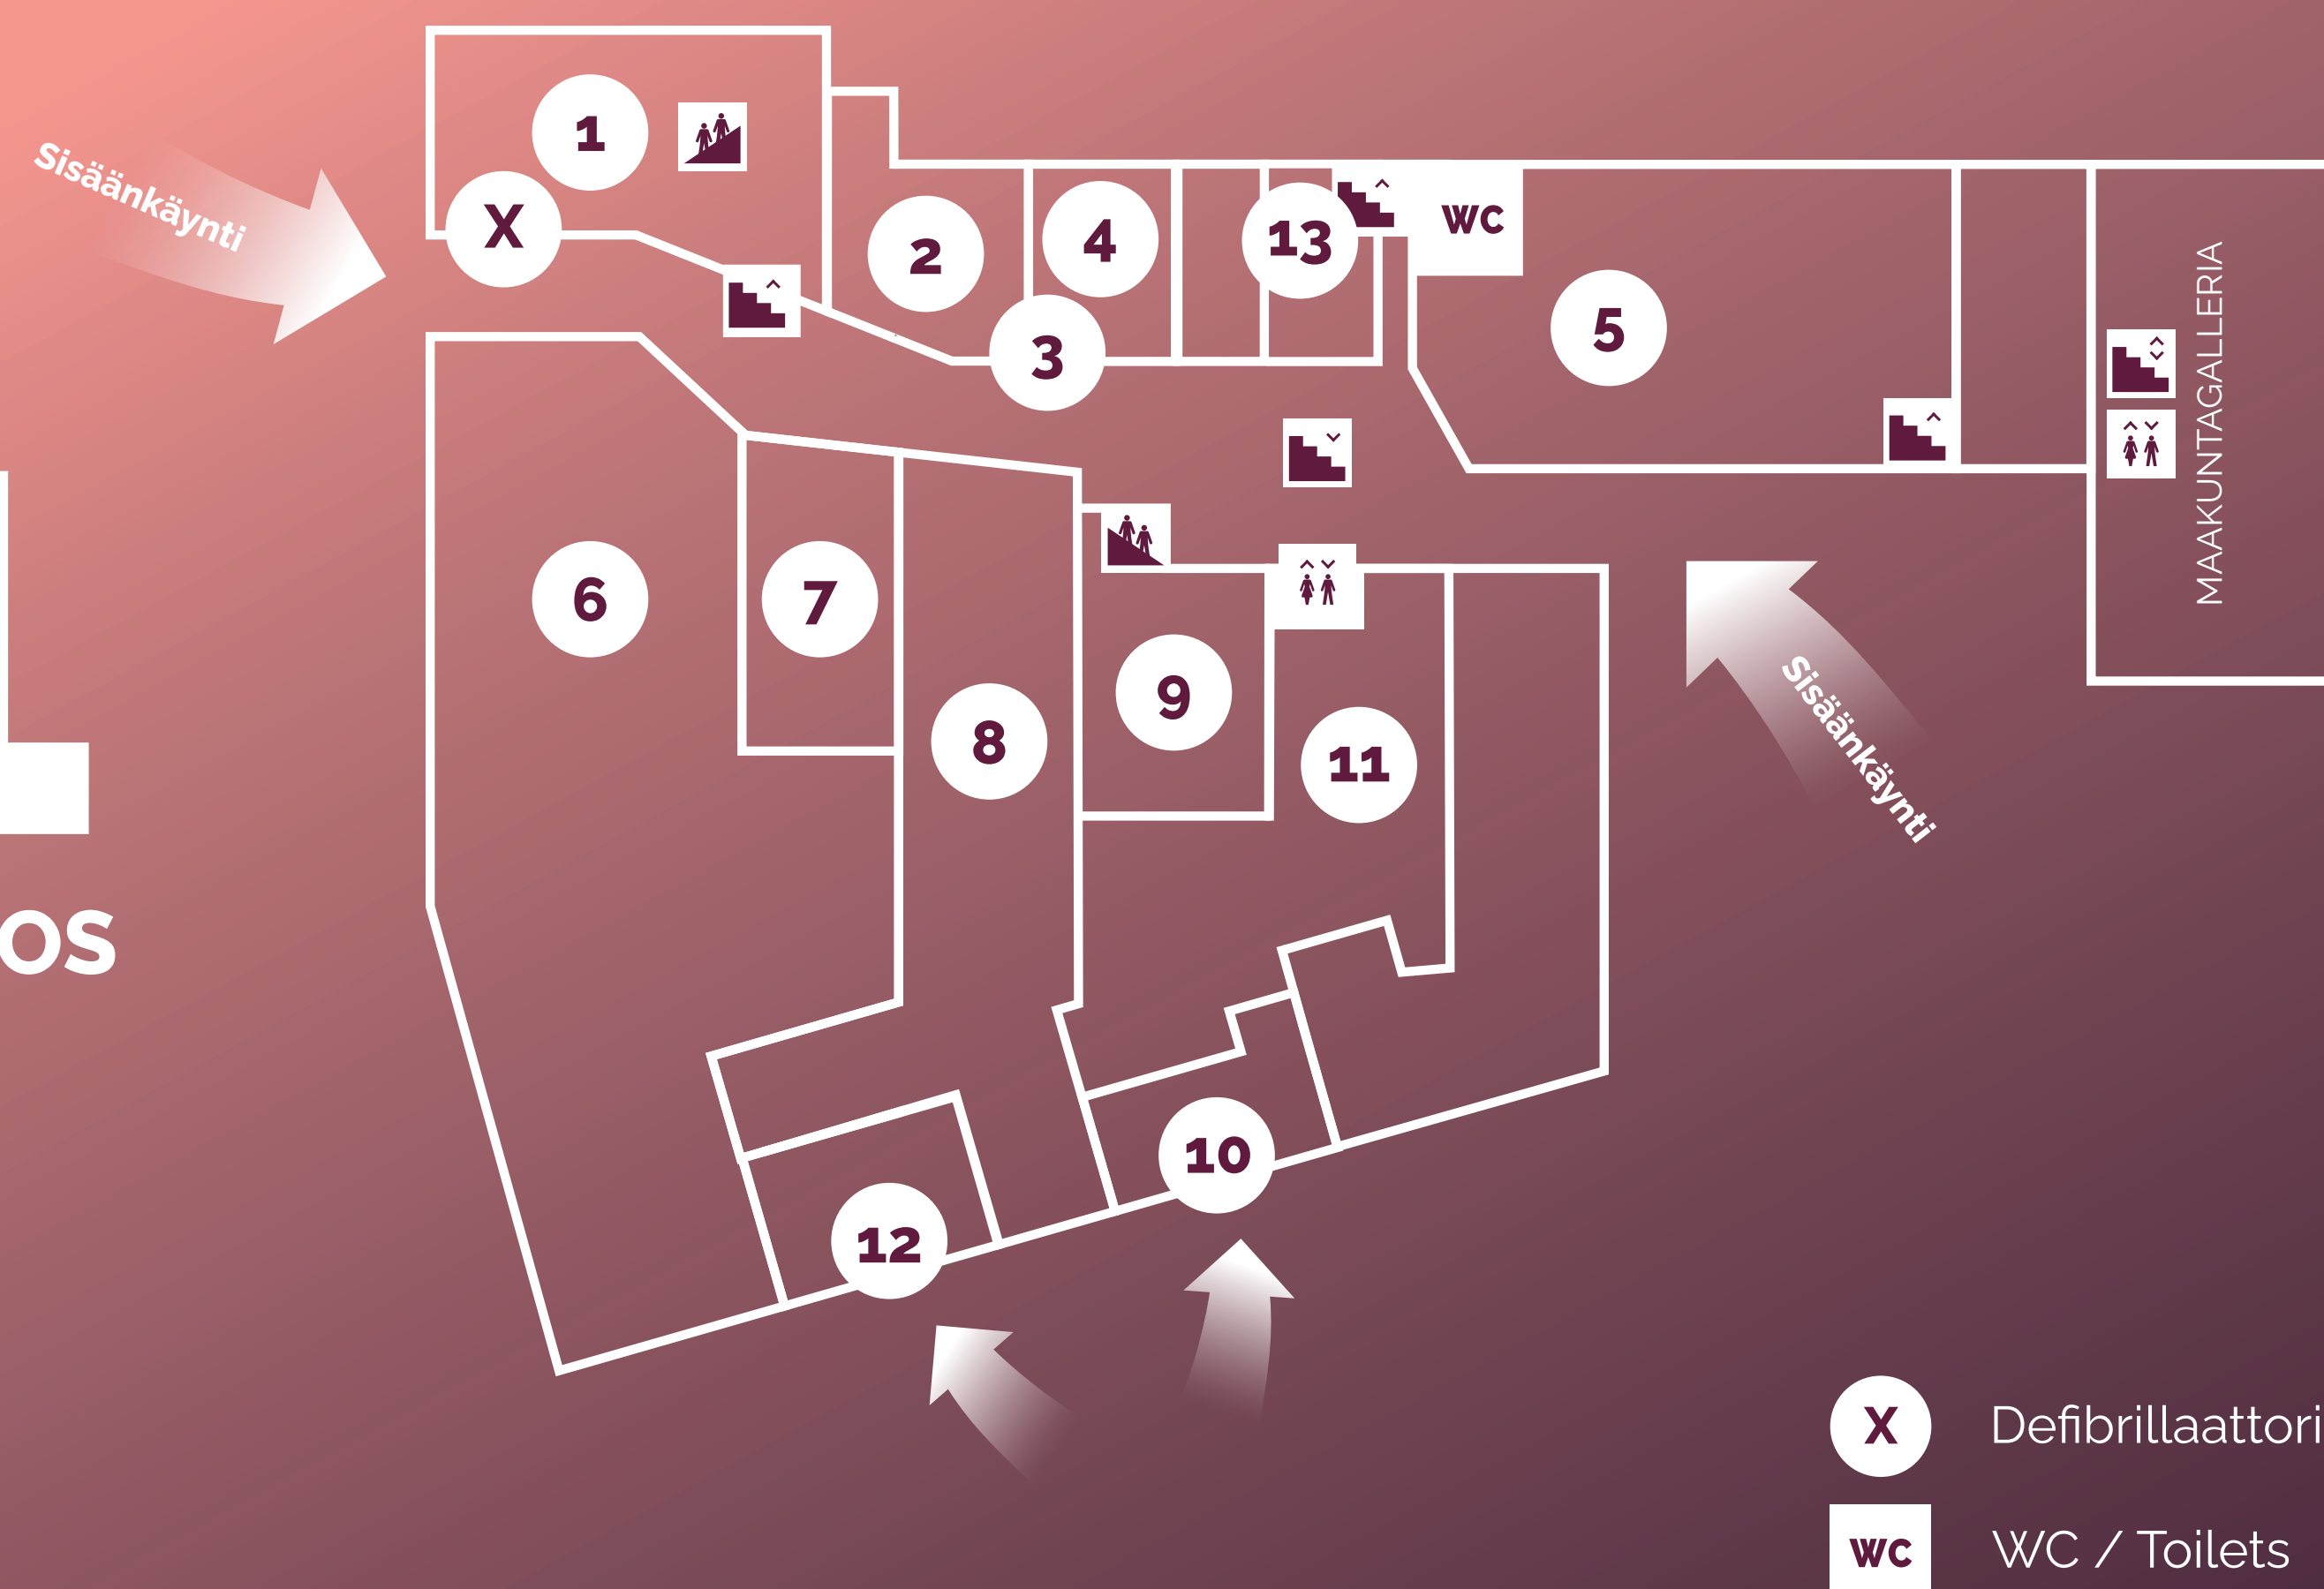 1
Sisäänkäynti
X
2
4
13
WC
3
5
MAAKUNTAGALLERIA
6
7
8
9
11
Sisäänkäynti
OS
10
12
X Defibrillaattori
WC WC / Toilets